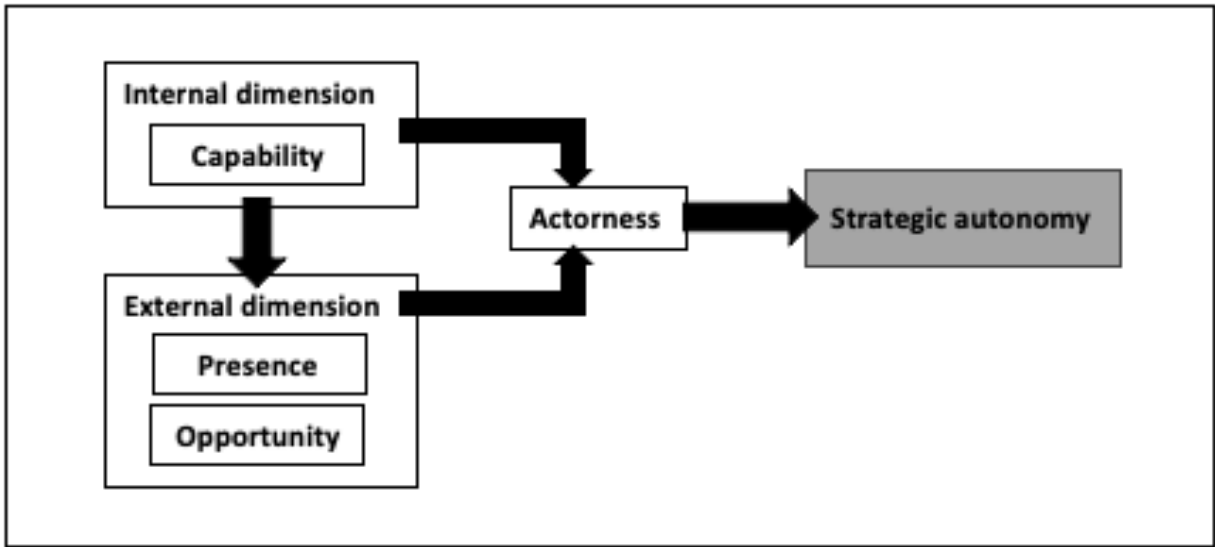 Internal dimension
Capability
Actorness
Strategic autonomy
External dimension
Presence
Opportunity